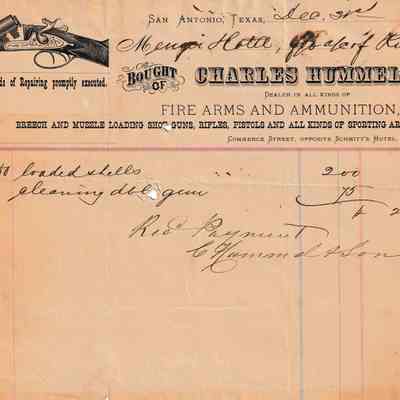 San Antonio, Texas, Dec. 31st
Menger Hotel,
ds of Repairing promptly executed.
BOUGHT OF CHARLES HUMMEL
DEALER IN ALL KINDS OF
FIRE ARMS AND AMMUNITION,
BREECH AND MUZZLE LOADING SHOT GUNS, RIFLES, PISTOLS AND ALL KINDS OF SPORTING AR
COMMERCE STREET, OPPOSITE SCHMITT'S HOTEL,
loaded shells " 2.00
cleaning dbl gun 75
2
Rec Payment
C Hummel & Son